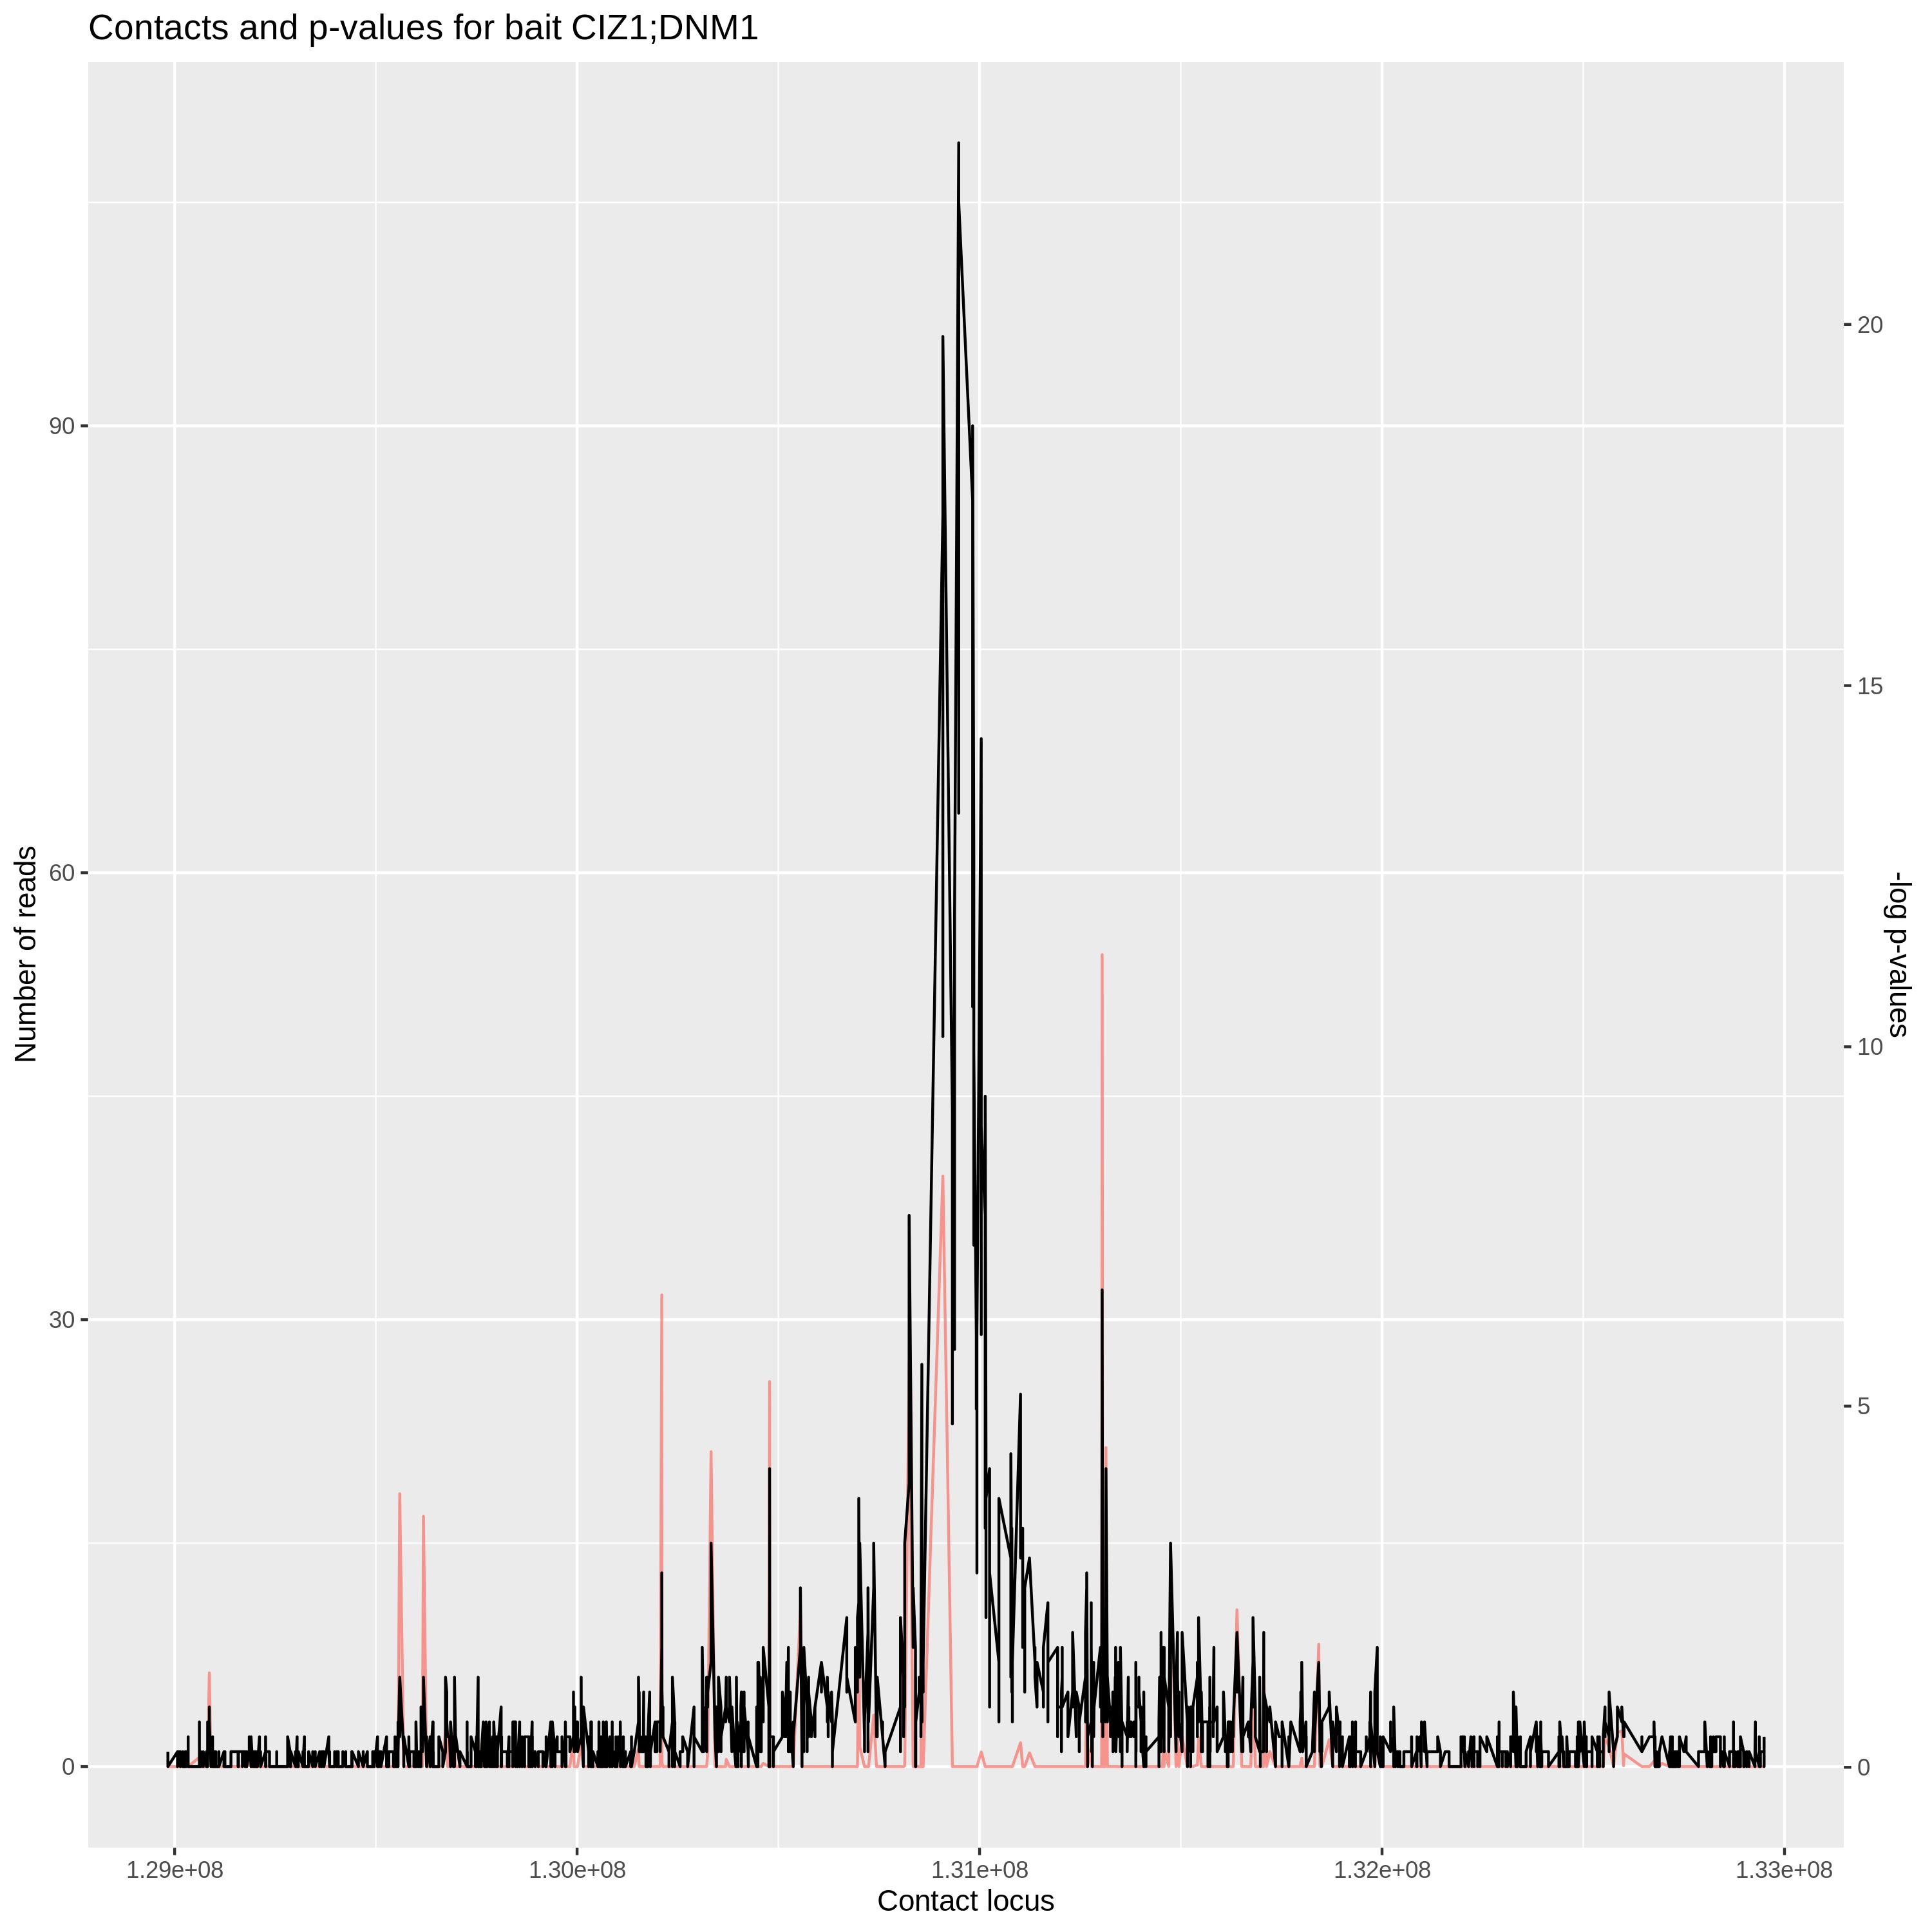 Contacts and p-values for bait CIZ1;DNM1
Number of reads
90
60
30
0
-log p-values
20
15
10
5
0
1.29e+08
1.30e+08
1.31e+08
1.32e+08
1.33e+08
Contact locus